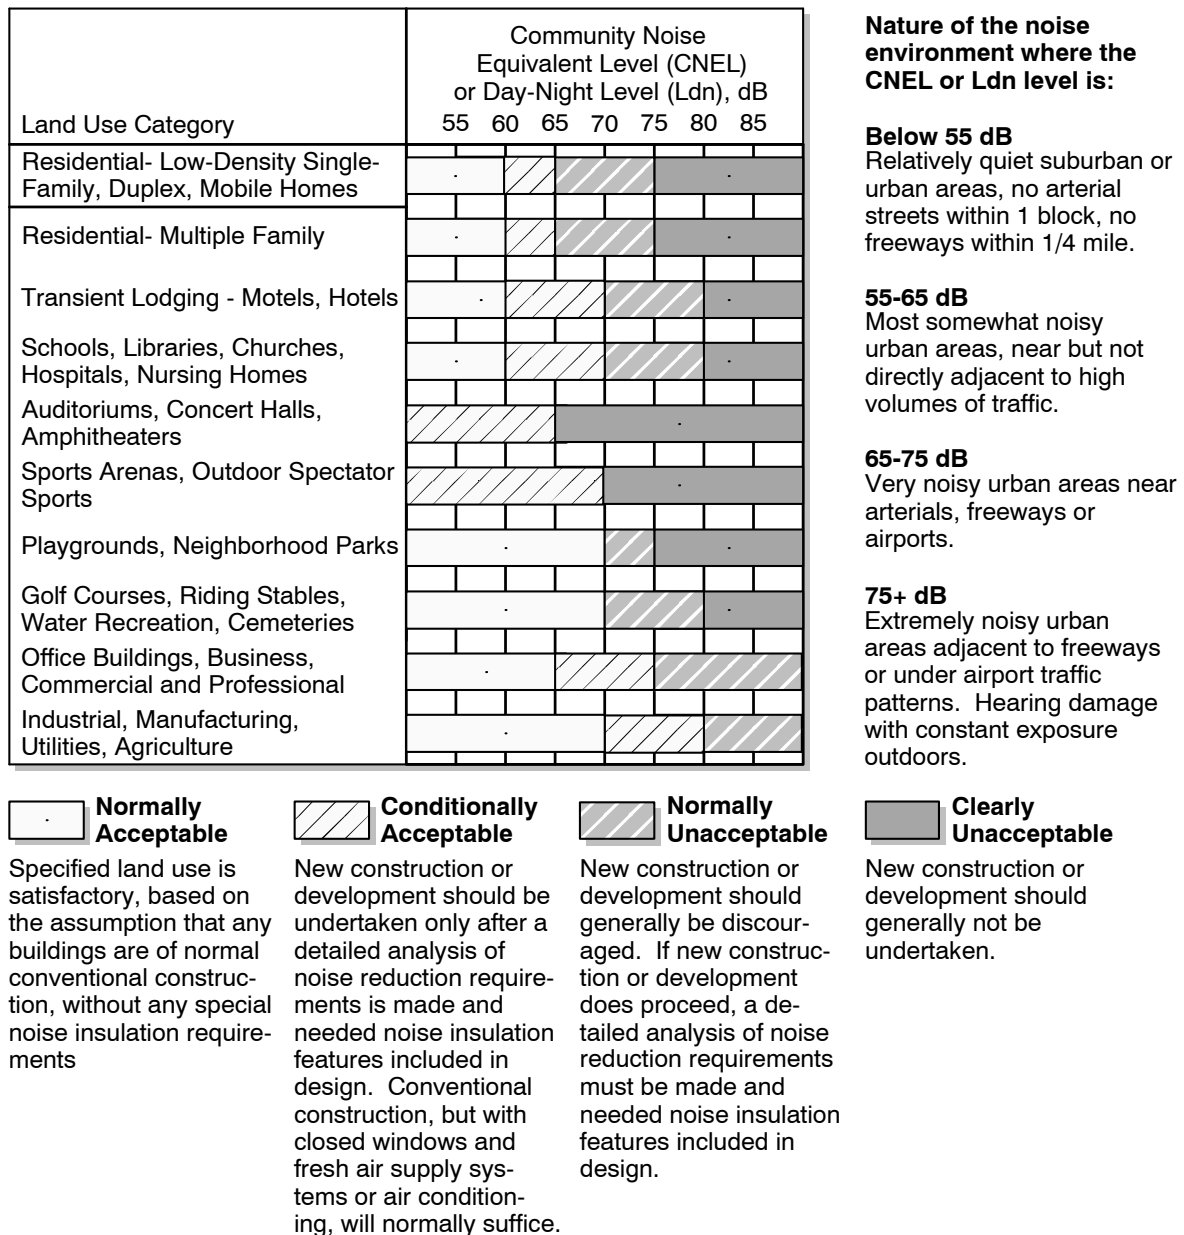 Community Noise
Equivalent Level (CNEL)
or Day-Night Level (Ldn), dB
Land Use Category
55 60 65 70 75 80 85
Residential- Low-Density Single-
Family, Duplex, Mobile Homes
Residential- Multiple Family
Transient Lodging - Motels, Hotels
Schools, Libraries, Churches,
Hospitals, Nursing Homes
Auditoriums, Concert Halls,
Amphitheaters
Sports Arenas, Outdoor Spectator
Sports
Playgrounds, Neighborhood Parks
Golf Courses, Riding Stables,
Water Recreation, Cemeteries
Office Buildings, Business,
Commercial and Professional
Industrial, Manufacturing,
Utilities, Agriculture
Nature of the noise
environment where the
CNEL or Ldn level is:
Below 55 dB
Relatively quiet suburban or
urban areas, no arterial
streets within 1 block, no
freeways within 1/4 mile.
55-65 dB
Most somewhat noisy
urban areas, near but not
directly adjacent to high
volumes of traffic.
65-75 dB
Very noisy urban areas near
arterials, freeways or
airports.
75+ dB
Extremely noisy urban
areas adjacent to freeways
or under airport traffic
patterns. Hearing damage
with constant exposure
outdoors.
Normally
Acceptable
Specified land use is
satisfactory, based on
the assumption that any
buildings are of normal
conventional construc-
tion, without any special
noise insulation require-
ments
Conditionally
Acceptable
New construction or
development should be
undertaken only after a
detailed analysis of
noise reduction require-
ments is made and
needed noise insulation
features included in
design. Conventional
construction, but with
closed windows and
fresh air supply sys-
tems or air condition-
ing, will normally suffice.
Normally
Unacceptable
New construction or
development should
generally be discour-
aged. If new construc-
tion or development
does proceed, a de-
tailed analysis of noise
reduction requirements
must be made and
needed noise insulation
features included in
design.
Clearly
Unacceptable
New construction or
development should
generally not be
undertaken.